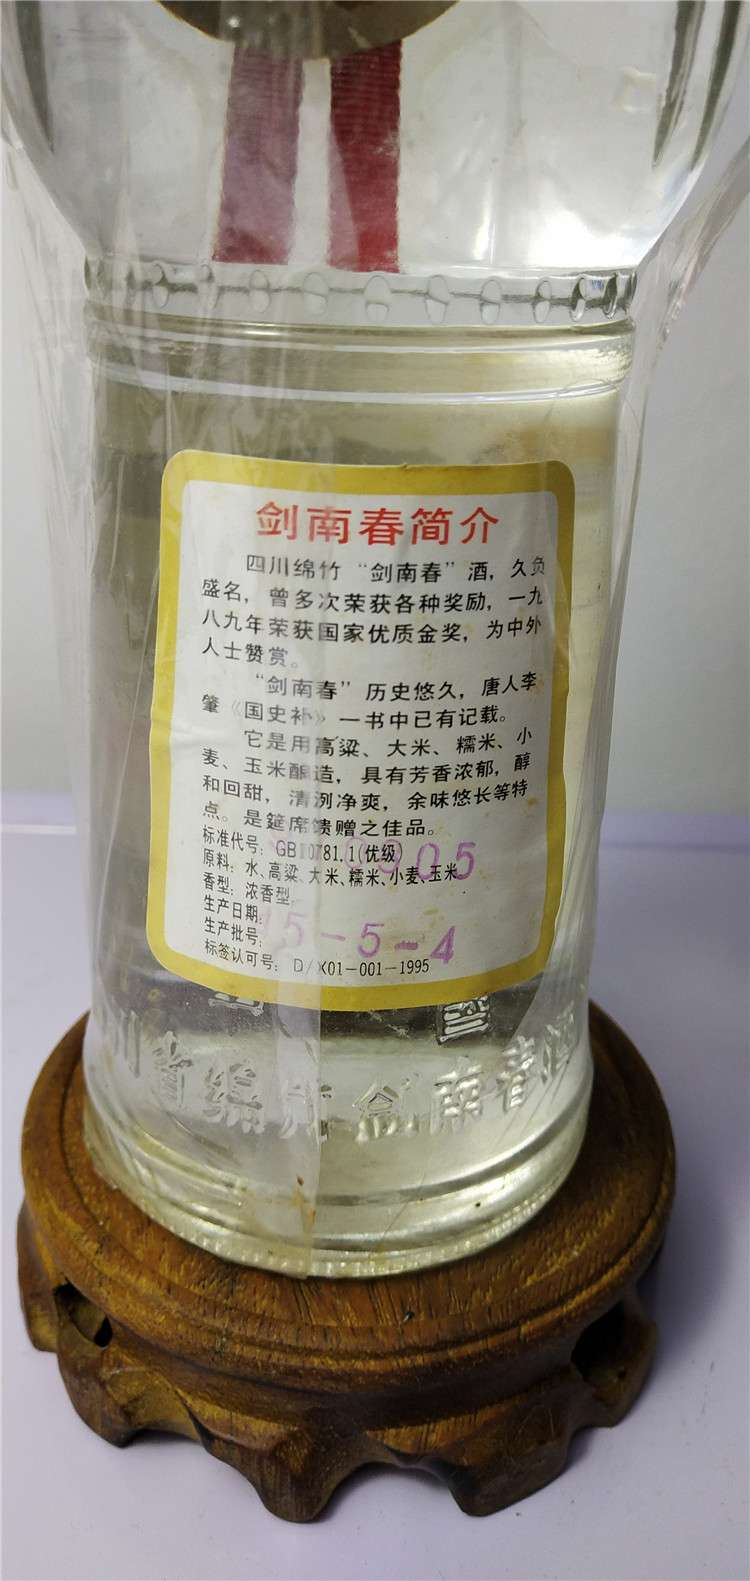 剑南春简介
四川绵竹“剑南春”酒，久负
盛名，曾多次荣获各种奖励，一九
八九年荣获国家优质金奖，为中外
人士赞赏。
“剑南春”历史悠久，唐人李
肇《国史补》一书中已有记载。
它是用高粱、大米、糯米、小
麦、玉米酿造，具有芳香浓郁，醇
和回甜，清洌净爽，余味悠长等特
点。是筵席馈赠之佳品。
标准代号：GB10781.1(优级
原料：水、高粱、大米、糯米、小麦、玉米
香型：浓香型
生产日期：
生产批号：
标签认可号：D/X01-001-1995
0905
5-5-4
川省绵竹剑南春酒